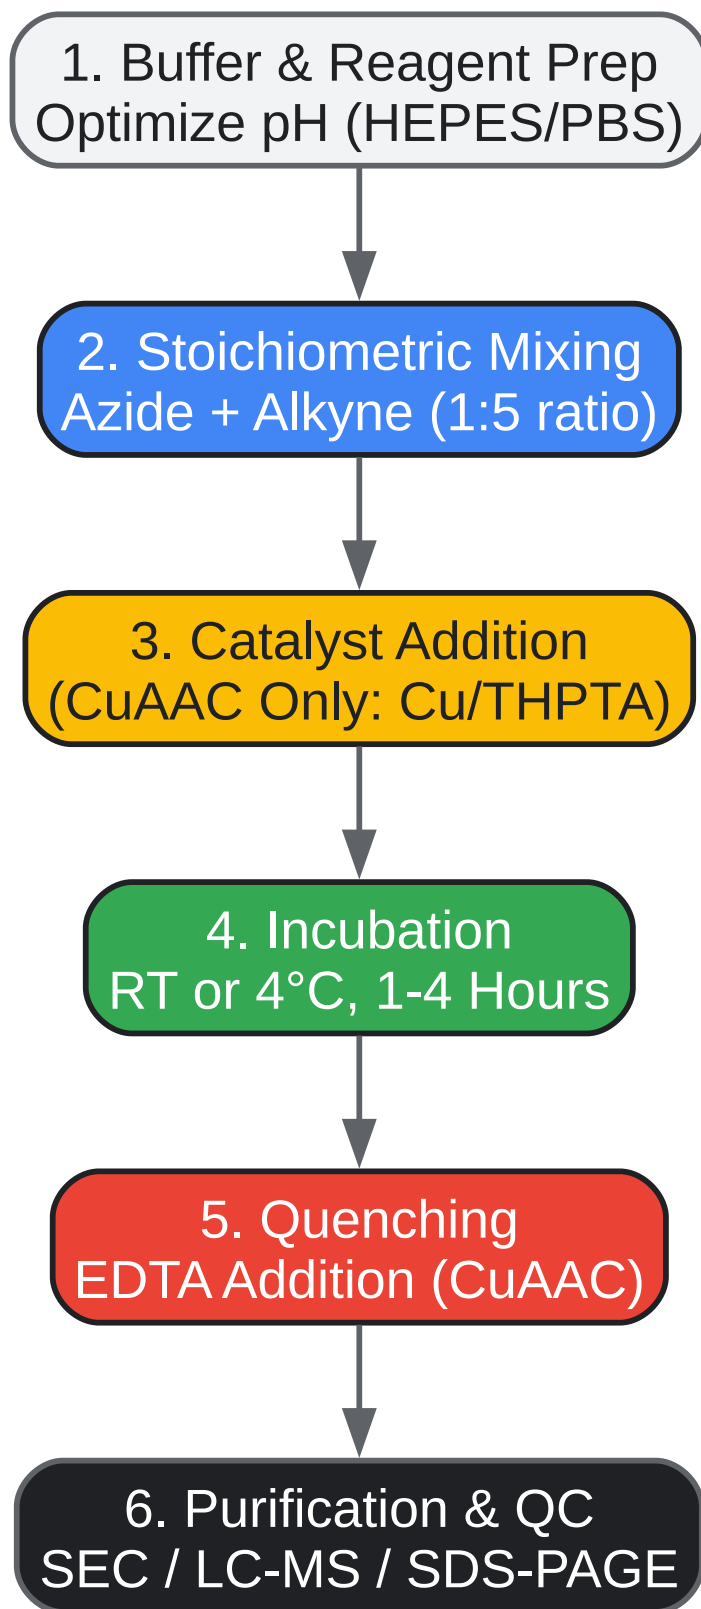 1. Buffer & Reagent Prep
Optimize pH (HEPES/PBS)
2. Stoichiometric Mixing
Azide + Alkyne (1:5 ratio)
3. Catalyst Addition
(CuAAC Only: Cu/THPTA)
4. Incubation
RT or 4°C, 1-4 Hours
5. Quenching
EDTA Addition (CuAAC)
6. Purification & QC
SEC / LC-MS / SDS-PAGE